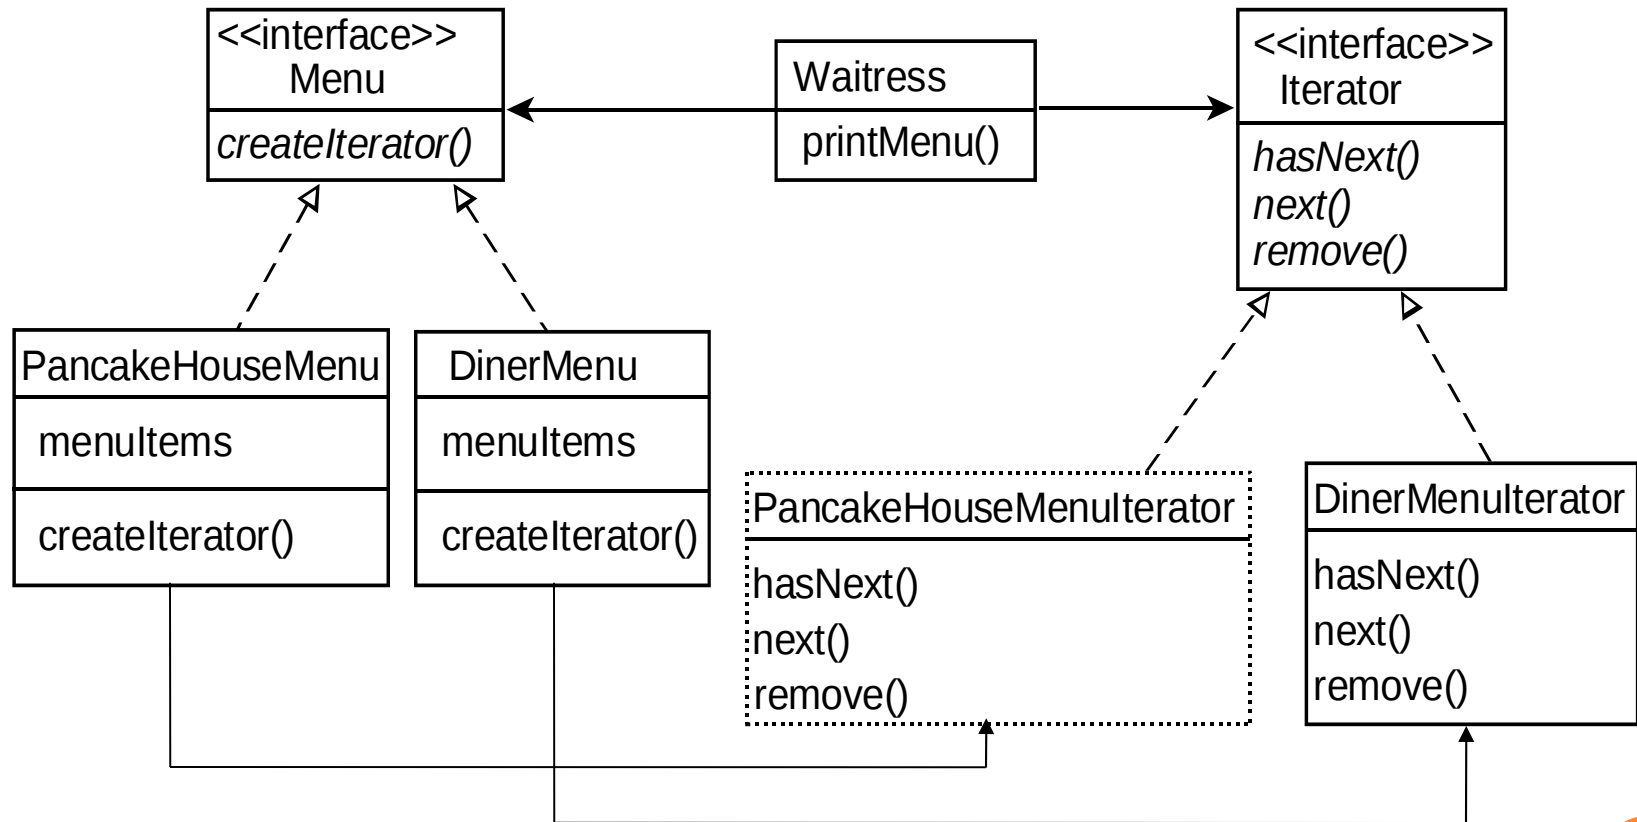 <<interface>>
Menu
createIterator()
Waitress
printMenu()
<<interface>>
Iterator
hasNext()
next()
remove()
PancakeHouseMenu
menuItems
createIterator()
DinerMenu
menuItems
createIterator()
PancakeHouseMenuIterator
hasNext()
next()
remove()
DinerMenuIterator
hasNext()
next()
remove()